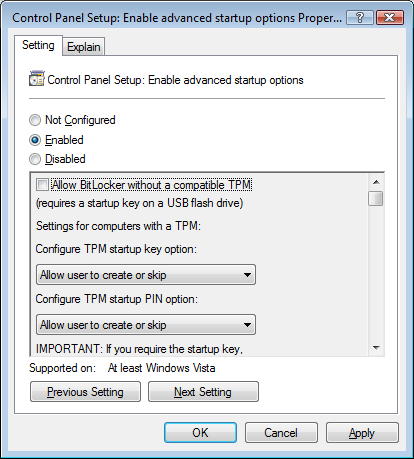 Control Panel Setup: Enable advanced startup options Proper...
Setting
Explain
Control Panel Setup: Enable advanced startup options
Not Configured
Enabled
Disabled
Allow BitLocker without a compatible TPM
(requires a startup key on a USB flash drive)
Settings for computers with a TPM:
Configure TPM startup key option:
Allow user to create or skip
Configure TPM startup PIN option:
Allow user to create or skip
IMPORTANT: If you require the startup key,
Supported on: At least Windows Vista
Previous Setting
Next Setting
OK
Cancel
Apply